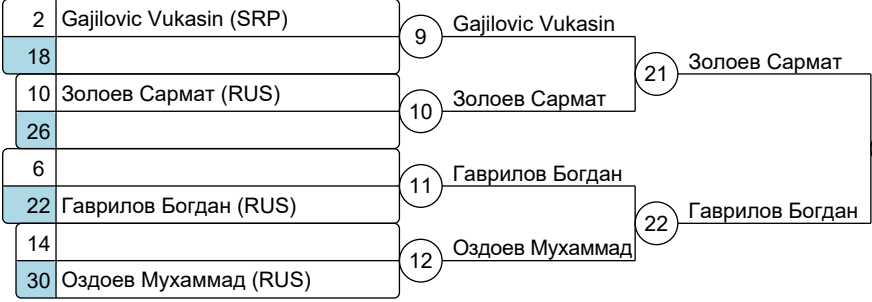 2 Gajilovic Vukasin (SRP)
18
9 Gajilovic Vukasin
10 Золоев Сармат (RUS)
26
10 Золоев Сармат
21 Золоев Сармат
6
22 Гаврилов Богдан (RUS)
11 Гаврилов Богдан
14
30 Оздоев Мухаммад (RUS)
12 Оздоев Мухаммад
22 Гаврилов Богдан